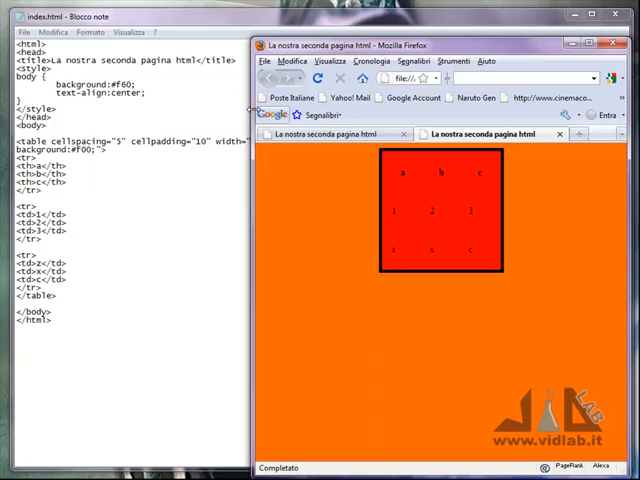 index.html - Blocco note
File Modifica Formato Visualizza ?
<html>
<head>
<title>La nostra seconda pagina html</title>
<style>
body {
background:#f60;
text-align:center;
}
</style>
</head>
<body>
<table cellspacing="5" cellpadding="10" width="
background:#f00;">
<tr>
<th>a</th>
<th>b</th>
<th>c</th>
</tr>
<tr>
<td>1</td>
<td>2</td>
<td>3</td>
</tr>
<tr>
<td>z</td>
<td>x</td>
<td>c</td>
</tr>
</table>
</body>
</html>
La nostra seconda pagina html - Mozilla Firefox
File Modifica Visualizza Cronologia Segnalibri Strumenti Aiuto
file:/...
Poste Italiane Yahoo! Mail Google Account Naruto Gen http://www.cinemaco...
Google Segnalibri Entra
La nostra seconda pagina html La nostra seconda pagina html
a b c
1 2 3
z x c
LAB
www.vidlab.it
Completato PageRank Alexa